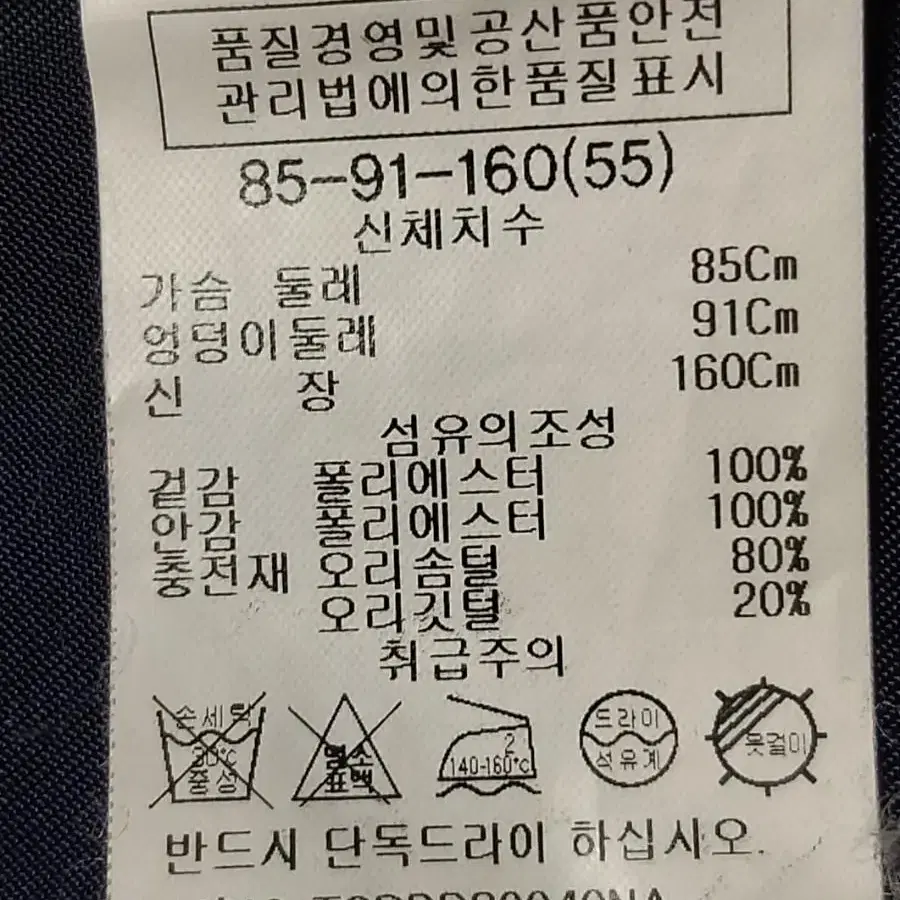 품질경영및공산품안전
관리법에의한품질표시
85-91-160(55)
신체치수
가슴 둘레 85Cm
엉덩이둘레 91Cm
신 장 160Cm
섬유의조성
겉감 폴리에스터 100%
안감 폴리에스터 100%
충전재 오리솜털 80%
오리깃털 20%
취급주의
손세탁
30°C
중성
염소
표백
2
140-160°C
드라이
석유계
옷걸이
반드시 단독드라이 하십시오.